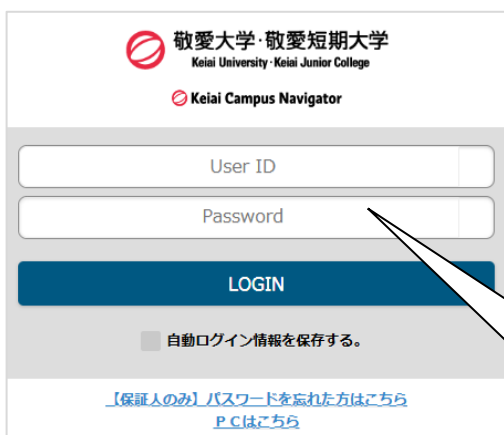 敬愛大学・敬愛短期大学
Keiai University・Keiai Junior College
Keiai Campus Navigator
User ID
Password
LOGIN
自動ログイン情報を保存する。
【保証人のみ】パスワードを忘れた方はこちら
ＰＣはこちら